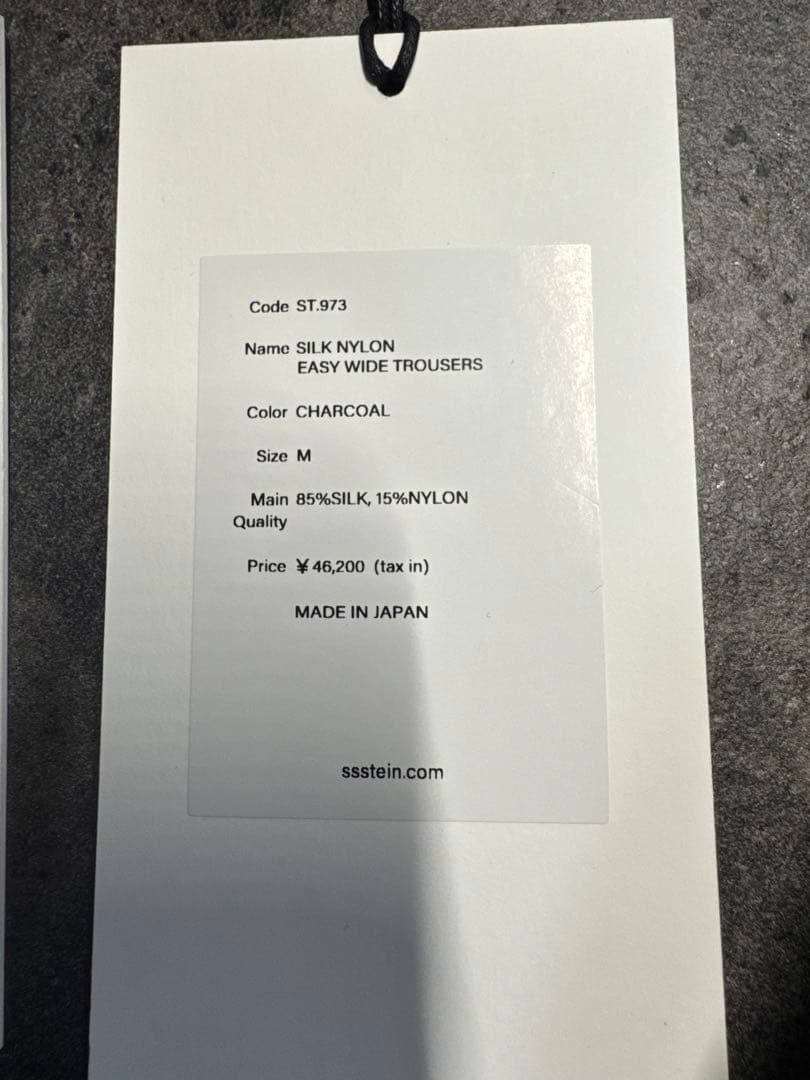 Code ST.973
Name SILK NYLON
EASY WIDE TROUSERS
Color CHARCOAL
Size M
Main 85%SILK, 15%NYLON
Quality
Price ¥46,200 (tax in)
MADE IN JAPAN
ssstein.com